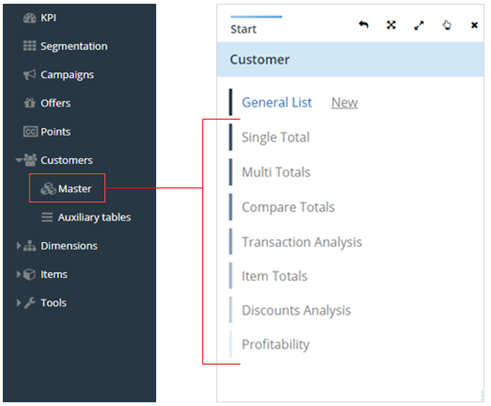 KPI
Segmentation
Campaigns
Offers
CC Points
Customers
Master
Auxiliary tables
Dimensions
Items
Tools
Start
Customer
General List New
Single Total
Multi Totals
Compare Totals
Transaction Analysis
Item Totals
Discounts Analysis
Profitability